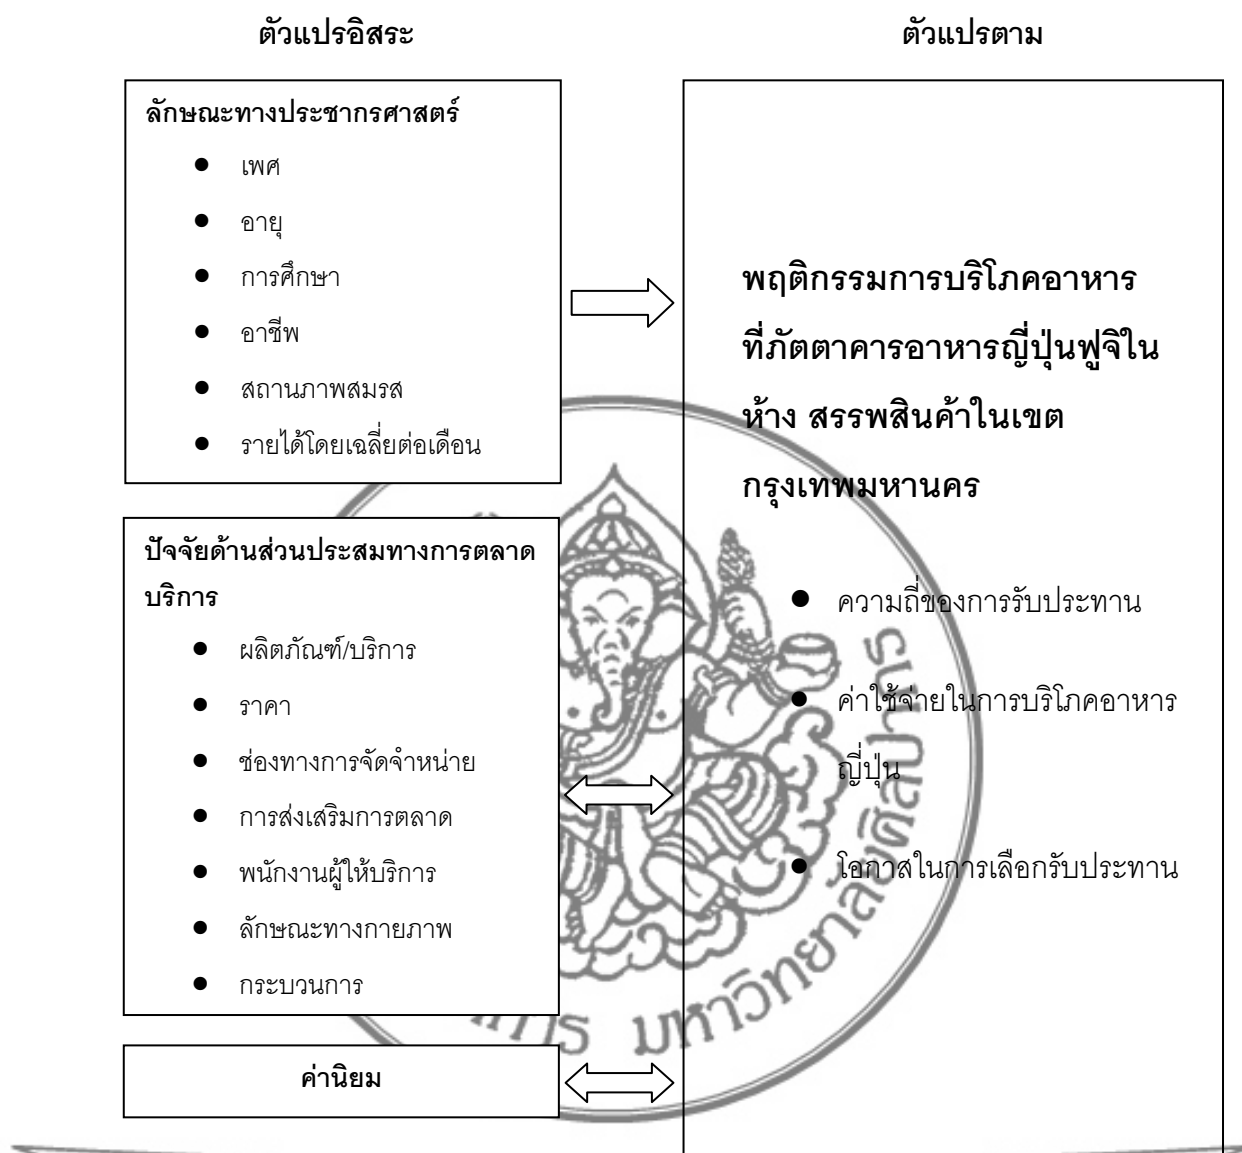 ตัวแปรอิสระ
ตัวแปรตาม
ลักษณะทางประชากรศาสตร์
● เพศ
● อายุ
● การศึกษา
● อาชีพ
● สถานภาพสมรส
● รายได้โดยเฉลี่ยต่อเดือน
ปัจจัยด้านส่วนประสมทางการตลาด
บริการ
● ผลิตภัณฑ์/บริการ
● ราคา
● ช่องทางการจัดจำหน่าย
● การส่งเสริมการตลาด
● พนักงานผู้ให้บริการ
● ลักษณะทางกายภาพ
● กระบวนการ
ค่านิยม
พฤติกรรมการบริโภคอาหาร
ที่ภัตตาคารอาหารญี่ปุ่นฟูจิใน
ห้าง สรรพสินค้าในเขต
กรุงเทพมหานคร
● ความถี่ของการรับประทาน
● ค่าใช้จ่ายในการบริโภคอาหาร
ญี่ปุ่น
● โอกาสในการเลือกรับประทาน
มหาวิทยาลัยศิลปากร